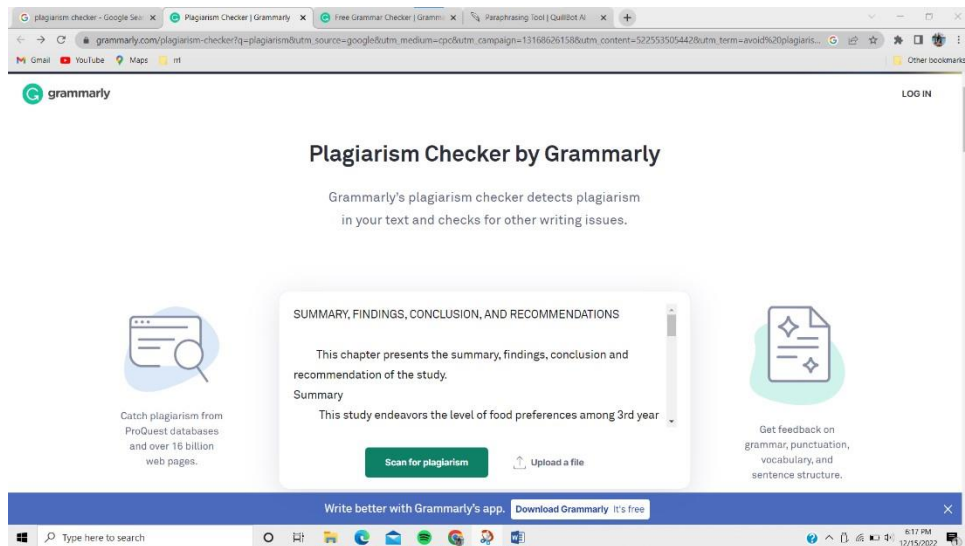 plagiarism checker - Google Sear
Plagiarism Checker | Grammarly
Free Grammar Checker | Gramma
Paraphrasing Tool | QuillBot AI
grammarly.com/plagiarism-checker?q=plagiarism&utm_source=google&utm_medium=cpc&utm_campaign=13168626158&utm_content=522553505442&utm_term=avoid%20plagiaris...
Gmail YouTube Maps Other bookmarks
grammarly LOG IN
Plagiarism Checker by Grammarly
Grammarly's plagiarism checker detects plagiarism
in your text and checks for other writing issues.
SUMMARY, FINDINGS, CONCLUSION, AND RECOMMENDATIONS
This chapter presents the summary, findings, conclusion and
recommendation of the study.
Summary
This study endeavors the level of food preferences among 3rd year
Catch plagiarism from
ProQuest databases
and over 16 billion
web pages.
Get feedback on
grammar, punctuation,
vocabulary, and
sentence structure.
Scan for plagiarism Upload a file
Write better with Grammarly's app. Download Grammarly It's free
Type here to search
6:17 PM
12/15/2022